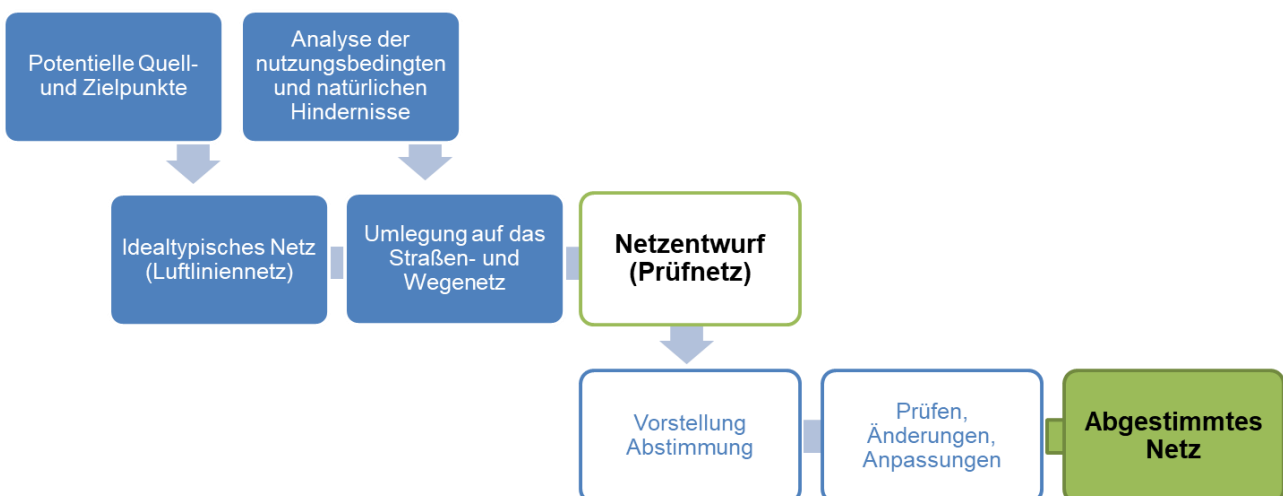 Potentielle Quell-
und Zielpunkte
Analyse der
nutzungsbedingten
und natürlichen
Hindernisse
Idealtypisches Netz
(Luftliniennetz)
Umlegung auf das
Straßen- und
Wegenetz
Netzentwurf
(Prüfnetz)
Vorstellung
Abstimmung
Prüfen,
Änderungen,
Anpassungen
Abgestimmtes
Netz